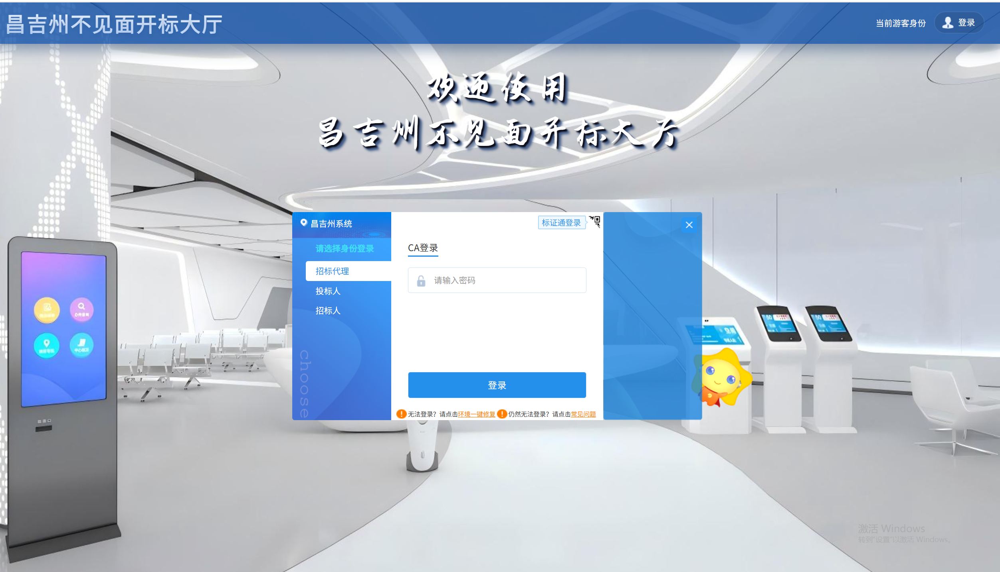 昌吉州不见面开标大厅
当前游客身份 登录
欢迎使用
昌吉州不见面开标大厅
昌吉州系统
请选择身份登录
招标代理
投标人
招标人
choose
标证通登录
CA登录
请输入密码
登录
无法登录？请点击环境一键修复 仍然无法登录？请点击常见问题
激活 Windows
转到"设置"以激活 Windows。